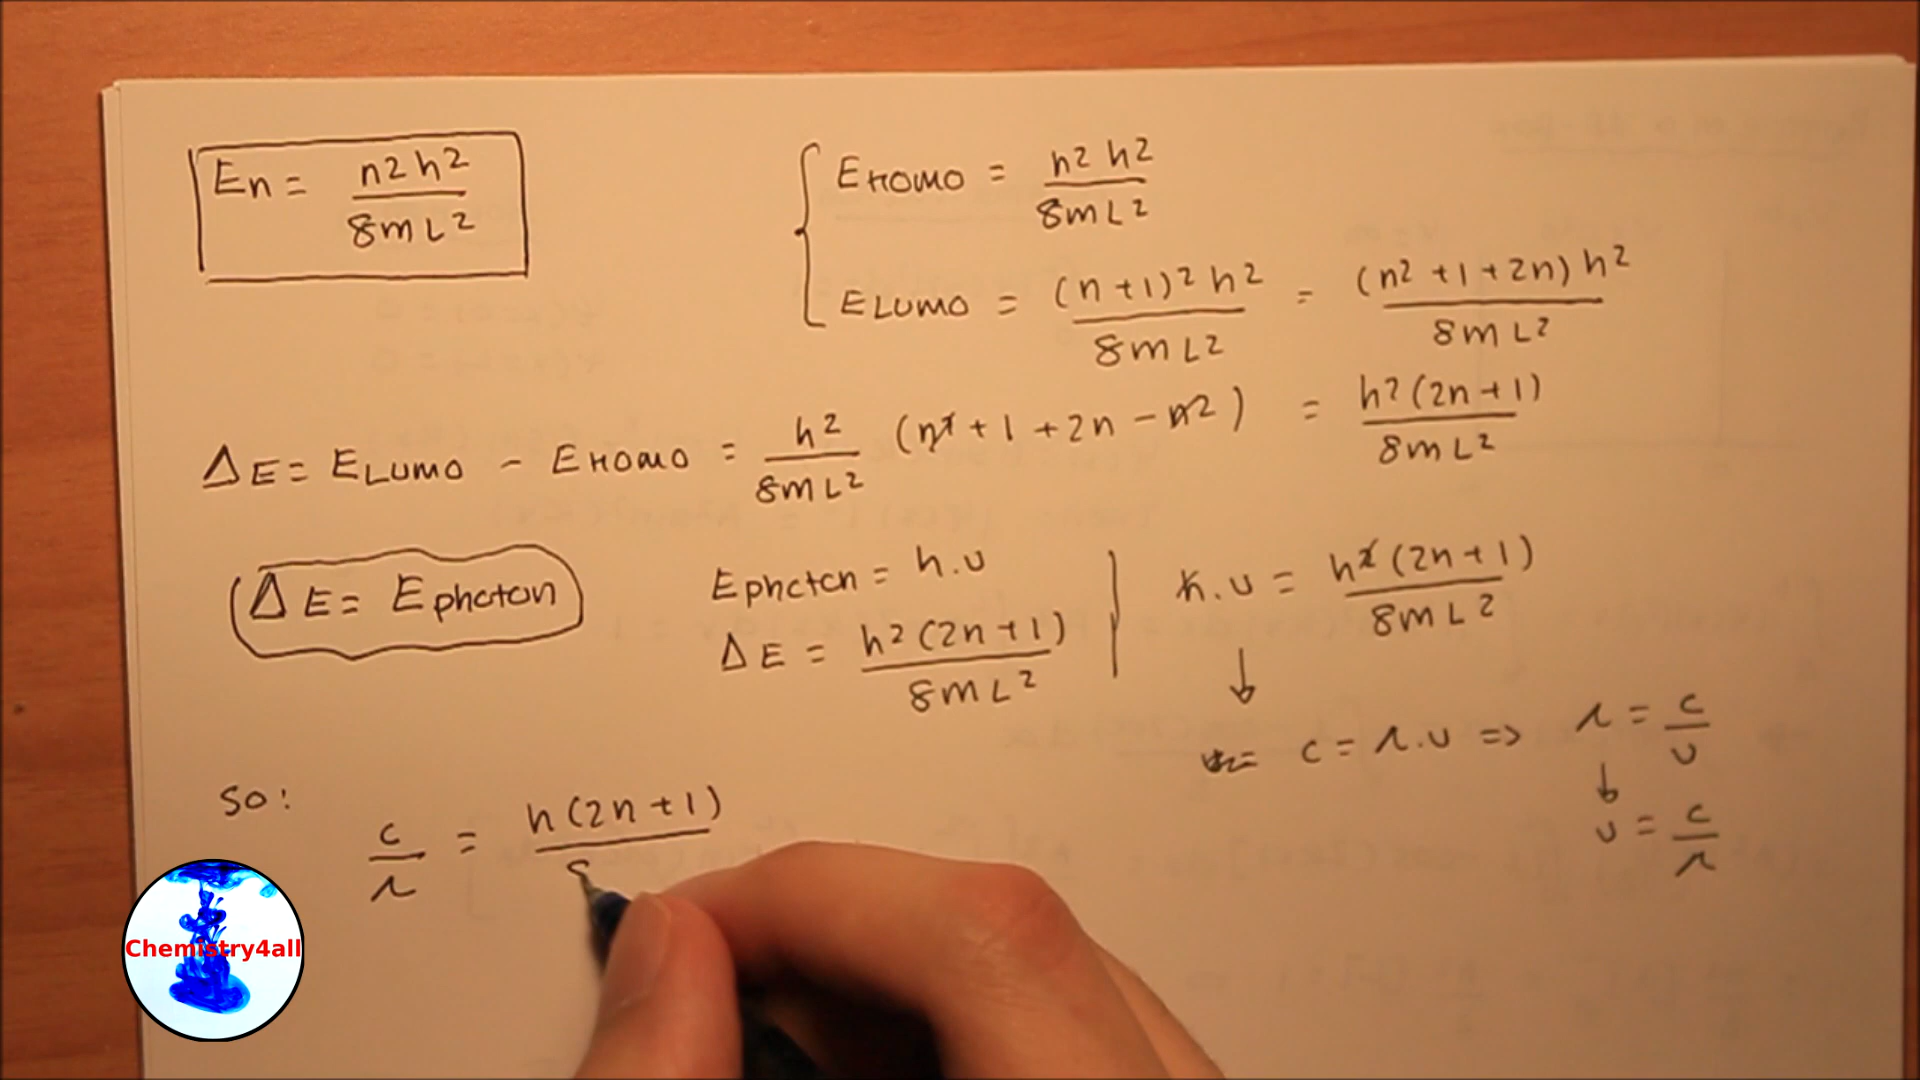 En = n2h2 / 8mL2
EHOMO = n2h2 / 8mL2
ELUMO = (n+1)2h2 / 8mL2 = (n2+1+2n)h2 / 8mL2
ΔE = ELUMO - EHOMO = h2 / 8mL2 (n2+1+2n-n2) = h2(2n+1) / 8mL2
ΔE = Ephoton
Ephoton = h.υ
ΔE = h2(2n+1) / 8mL2
h.υ = h2(2n+1) / 8mL2
↓
c = λ.υ => λ = c / υ
↓
υ = c / λ
So:
c / λ = h(2n+1) /
Chemistry4all